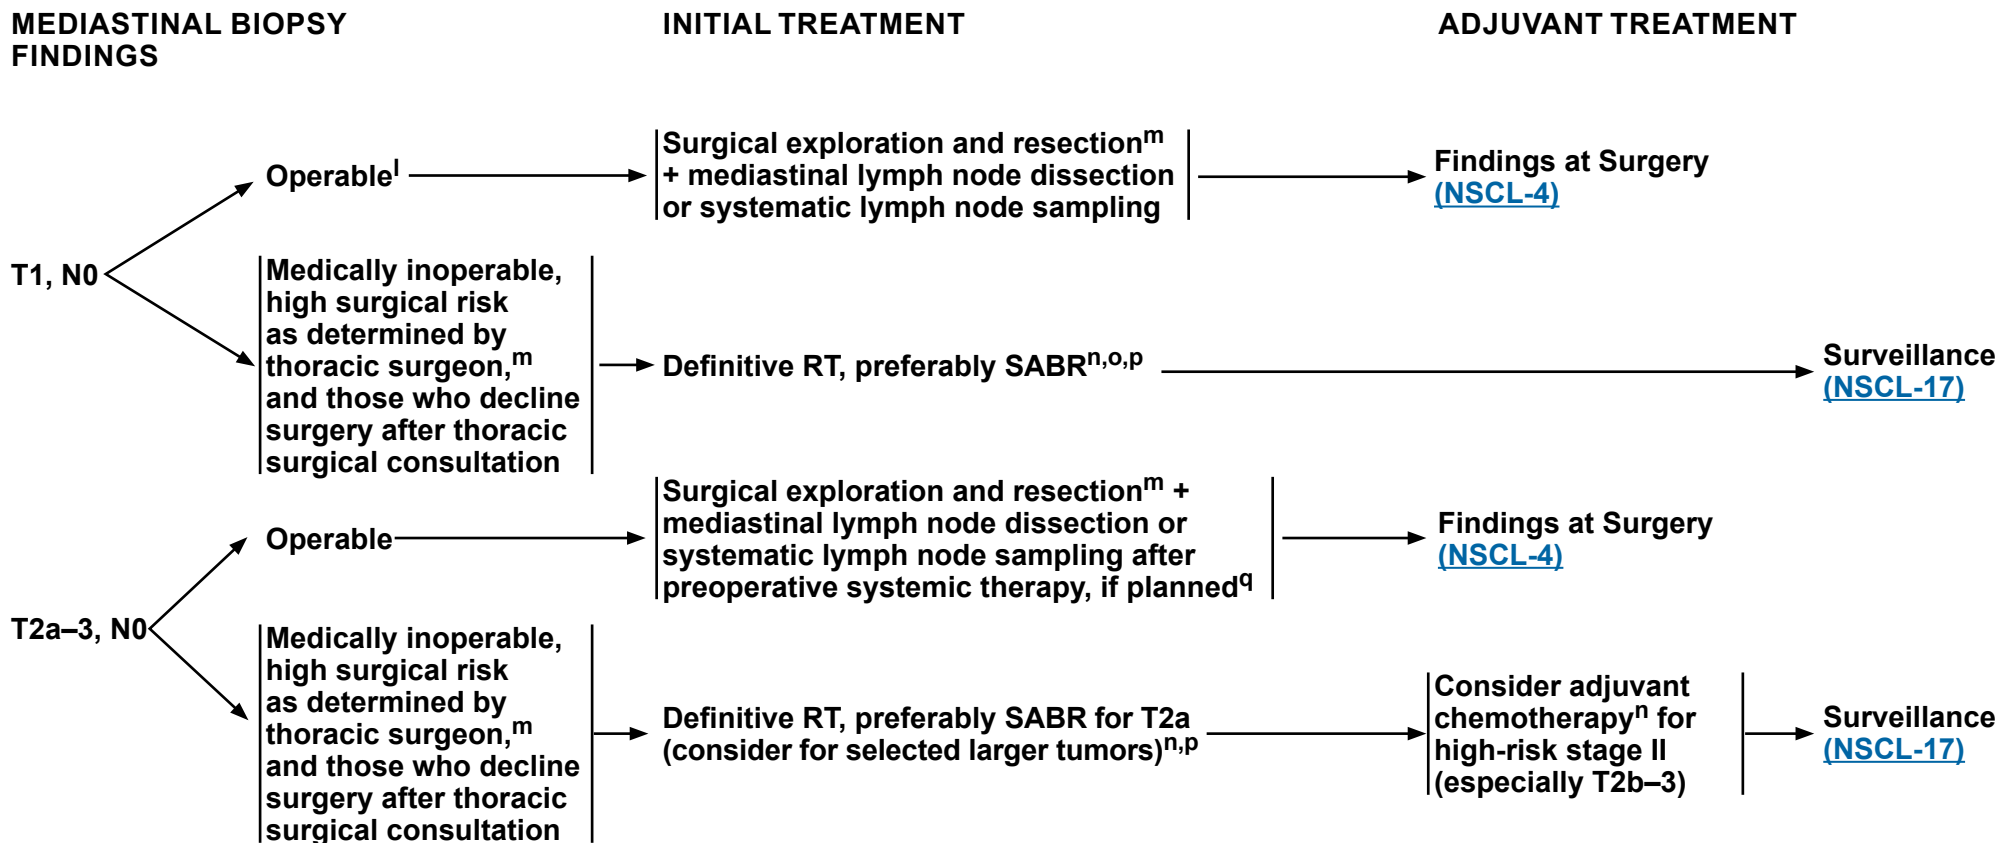 MEDIASTINAL BIOPSY
FINDINGS
INITIAL TREATMENT
ADJUVANT TREATMENT
T1, N0
Operablel
Surgical exploration and resectionm
+ mediastinal lymph node dissection
or systematic lymph node sampling
Findings at Surgery
(NSCL-4)
Medically inoperable,
high surgical risk
as determined by
thoracic surgeon,m
and those who decline
surgery after thoracic
surgical consultation
Definitive RT, preferably SABRn,o,p
Surveillance
(NSCL-17)
T2a–3, N0
Operable
Surgical exploration and resectionm +
mediastinal lymph node dissection or
systematic lymph node sampling after
preoperative systemic therapy, if plannedq
Findings at Surgery
(NSCL-4)
Medically inoperable,
high surgical risk
as determined by
thoracic surgeon,m
and those who decline
surgery after thoracic
surgical consultation
Definitive RT, preferably SABR for T2a
(consider for selected larger tumors)n,p
Consider adjuvant
chemotherapyn for
high-risk stage II
(especially T2b–3)
Surveillance
(NSCL-17)